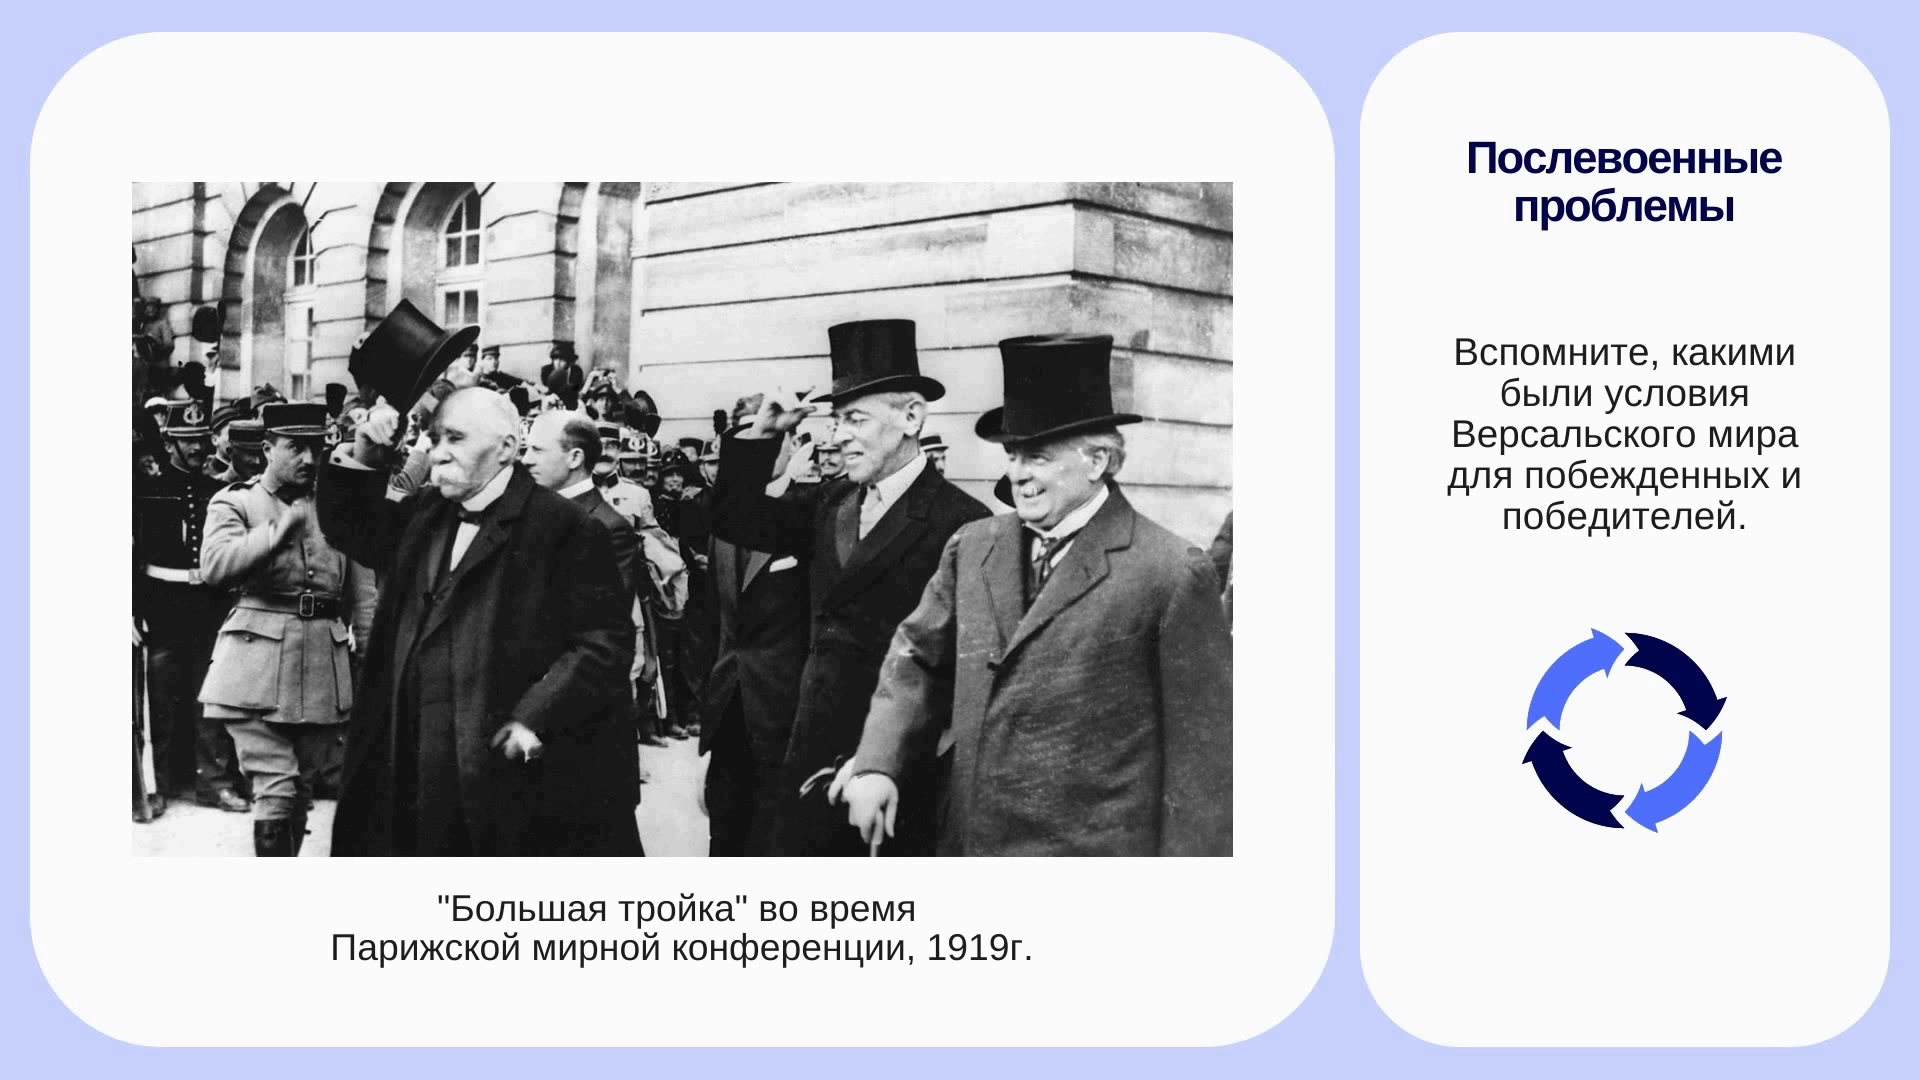 "Большая тройка" во время
Парижской мирной конференции, 1919г.
Послевоенные
проблемы
Вспомните, какими
были условия
Версальского мира
для побежденных и
победителей.